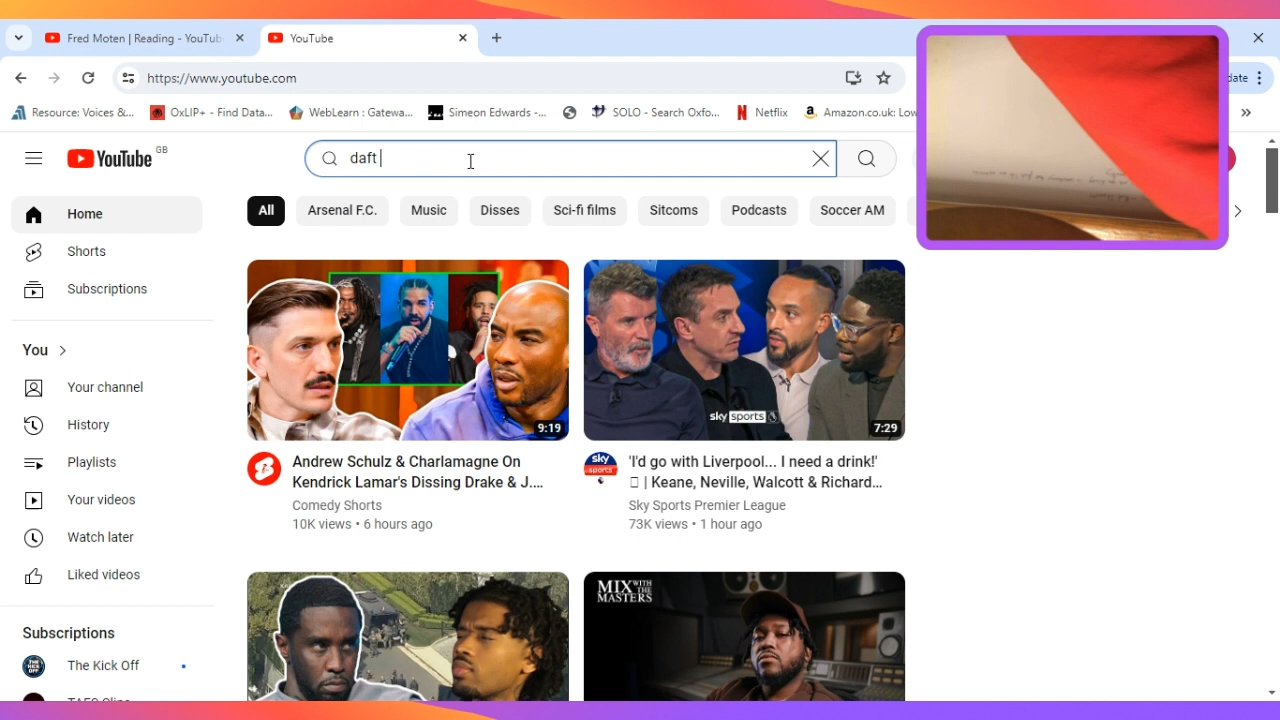 Fred Moten | Reading - YouTub
YouTube
https://www.youtube.com
date
Resource: Voices &...
OxLIP+ - Find Data...
WebLearn : Gatewa...
Simeon Edwards -...
SOLO - Search Oxfo...
Netflix
Amazon.co.uk: Low
YouTube GB
daft
Home
Shorts
Subscriptions
You
Your channel
History
Playlists
Your videos
Watch later
Liked videos
Subscriptions
The Kick Off
All
Arsenal F.C.
Music
Disses
Sci-fi films
Sitcoms
Podcasts
Soccer AM
9:19
Andrew Schulz & Charlamagne On
Kendrick Lamar's Dissing Drake & J....
Comedy Shorts
10K views • 6 hours ago
sky sports
7:29
sky
sports
'I'd go with Liverpool... I need a drink!'
| Keane, Neville, Walcott & Richard...
Sky Sports Premier League
73K views • 1 hour ago
MIX WITH THE
MASTERS